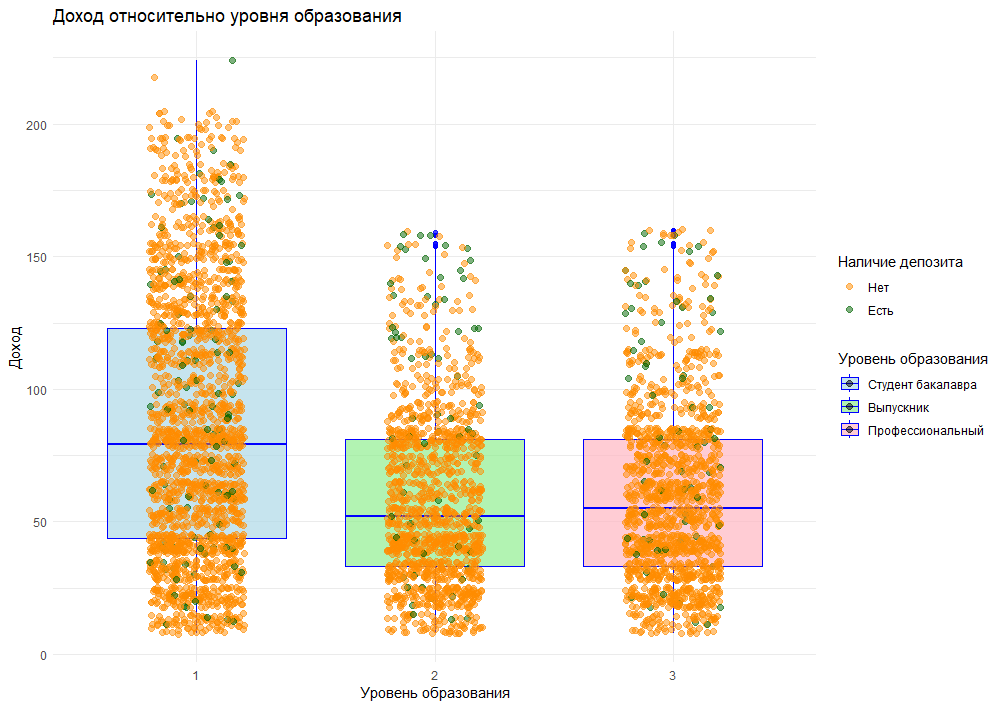 Доход относительно уровня образования
Доход
200
150
100
50
0
1
2
3
Уровень образования
Наличие депозита
Нет
Есть
Уровень образования
Студент бакалавра
Выпускник
Профессиональный